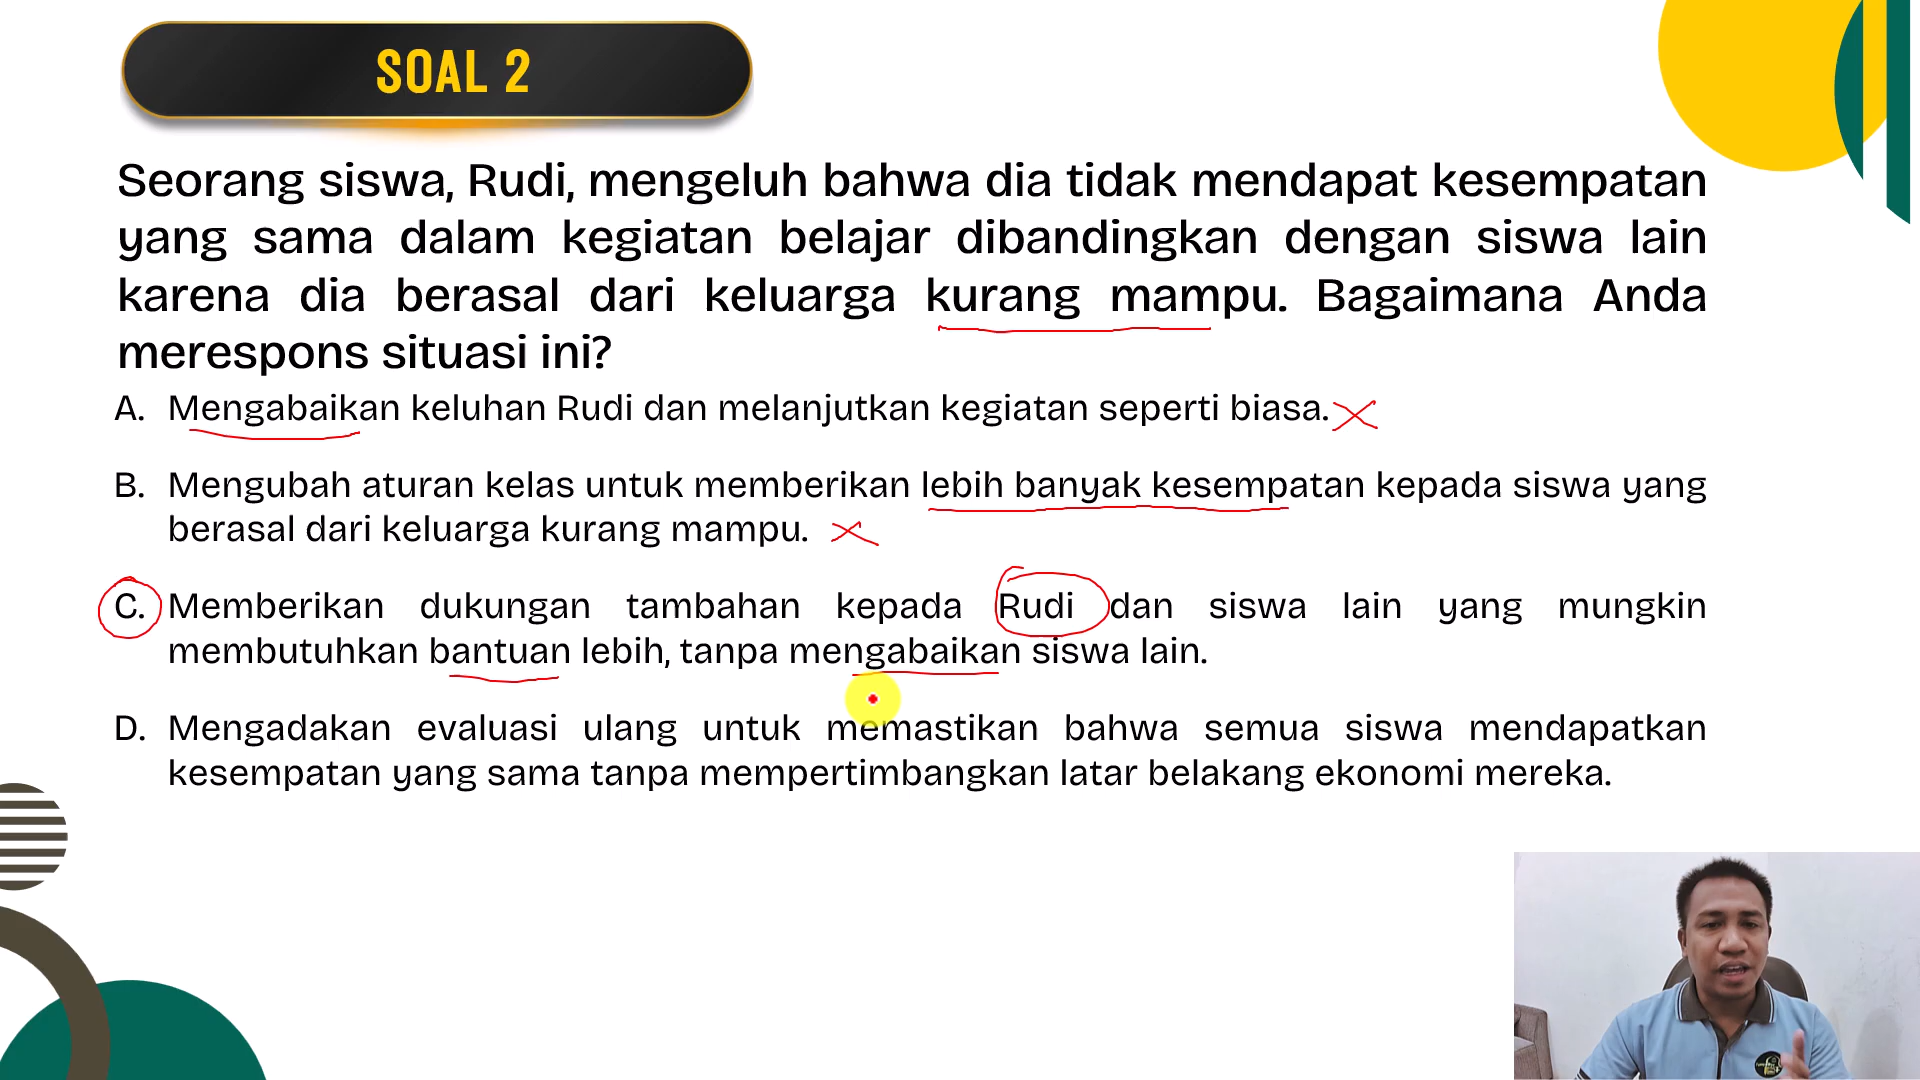 SOAL 2
Seorang siswa, Rudi, mengeluh bahwa dia tidak mendapat kesempatan
yang sama dalam kegiatan belajar dibandingkan dengan siswa lain
karena dia berasal dari keluarga kurang mampu. Bagaimana Anda
merespons situasi ini?
A. Mengabaikan keluhan Rudi dan melanjutkan kegiatan seperti biasa.
B. Mengubah aturan kelas untuk memberikan lebih banyak kesempatan kepada siswa yang
berasal dari keluarga kurang mampu.
C. Memberikan dukungan tambahan kepada Rudi dan siswa lain yang mungkin
membutuhkan bantuan lebih, tanpa mengabaikan siswa lain.
D. Mengadakan evaluasi ulang untuk memastikan bahwa semua siswa mendapatkan
kesempatan yang sama tanpa mempertimbangkan latar belakang ekonomi mereka.